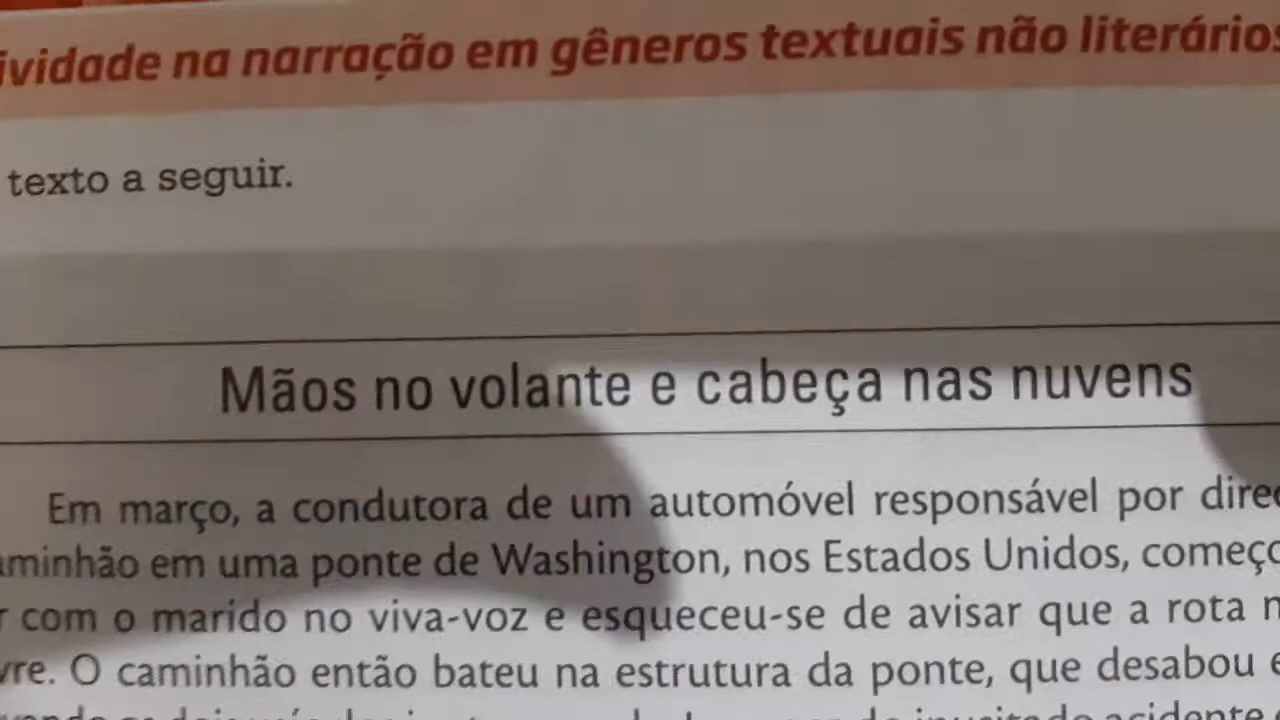 ividade na narração em gêneros textuais não literários
texto a seguir.
Mãos no volante e cabeça nas nuvens
Em março, a condutora de um automóvel responsável por direc
aminhão em uma ponte de Washington, nos Estados Unidos, começo
r com o marido no viva-voz e esqueceu-se de avisar que a rota n
vre. O caminhão então bateu na estrutura da ponte, que desabou e